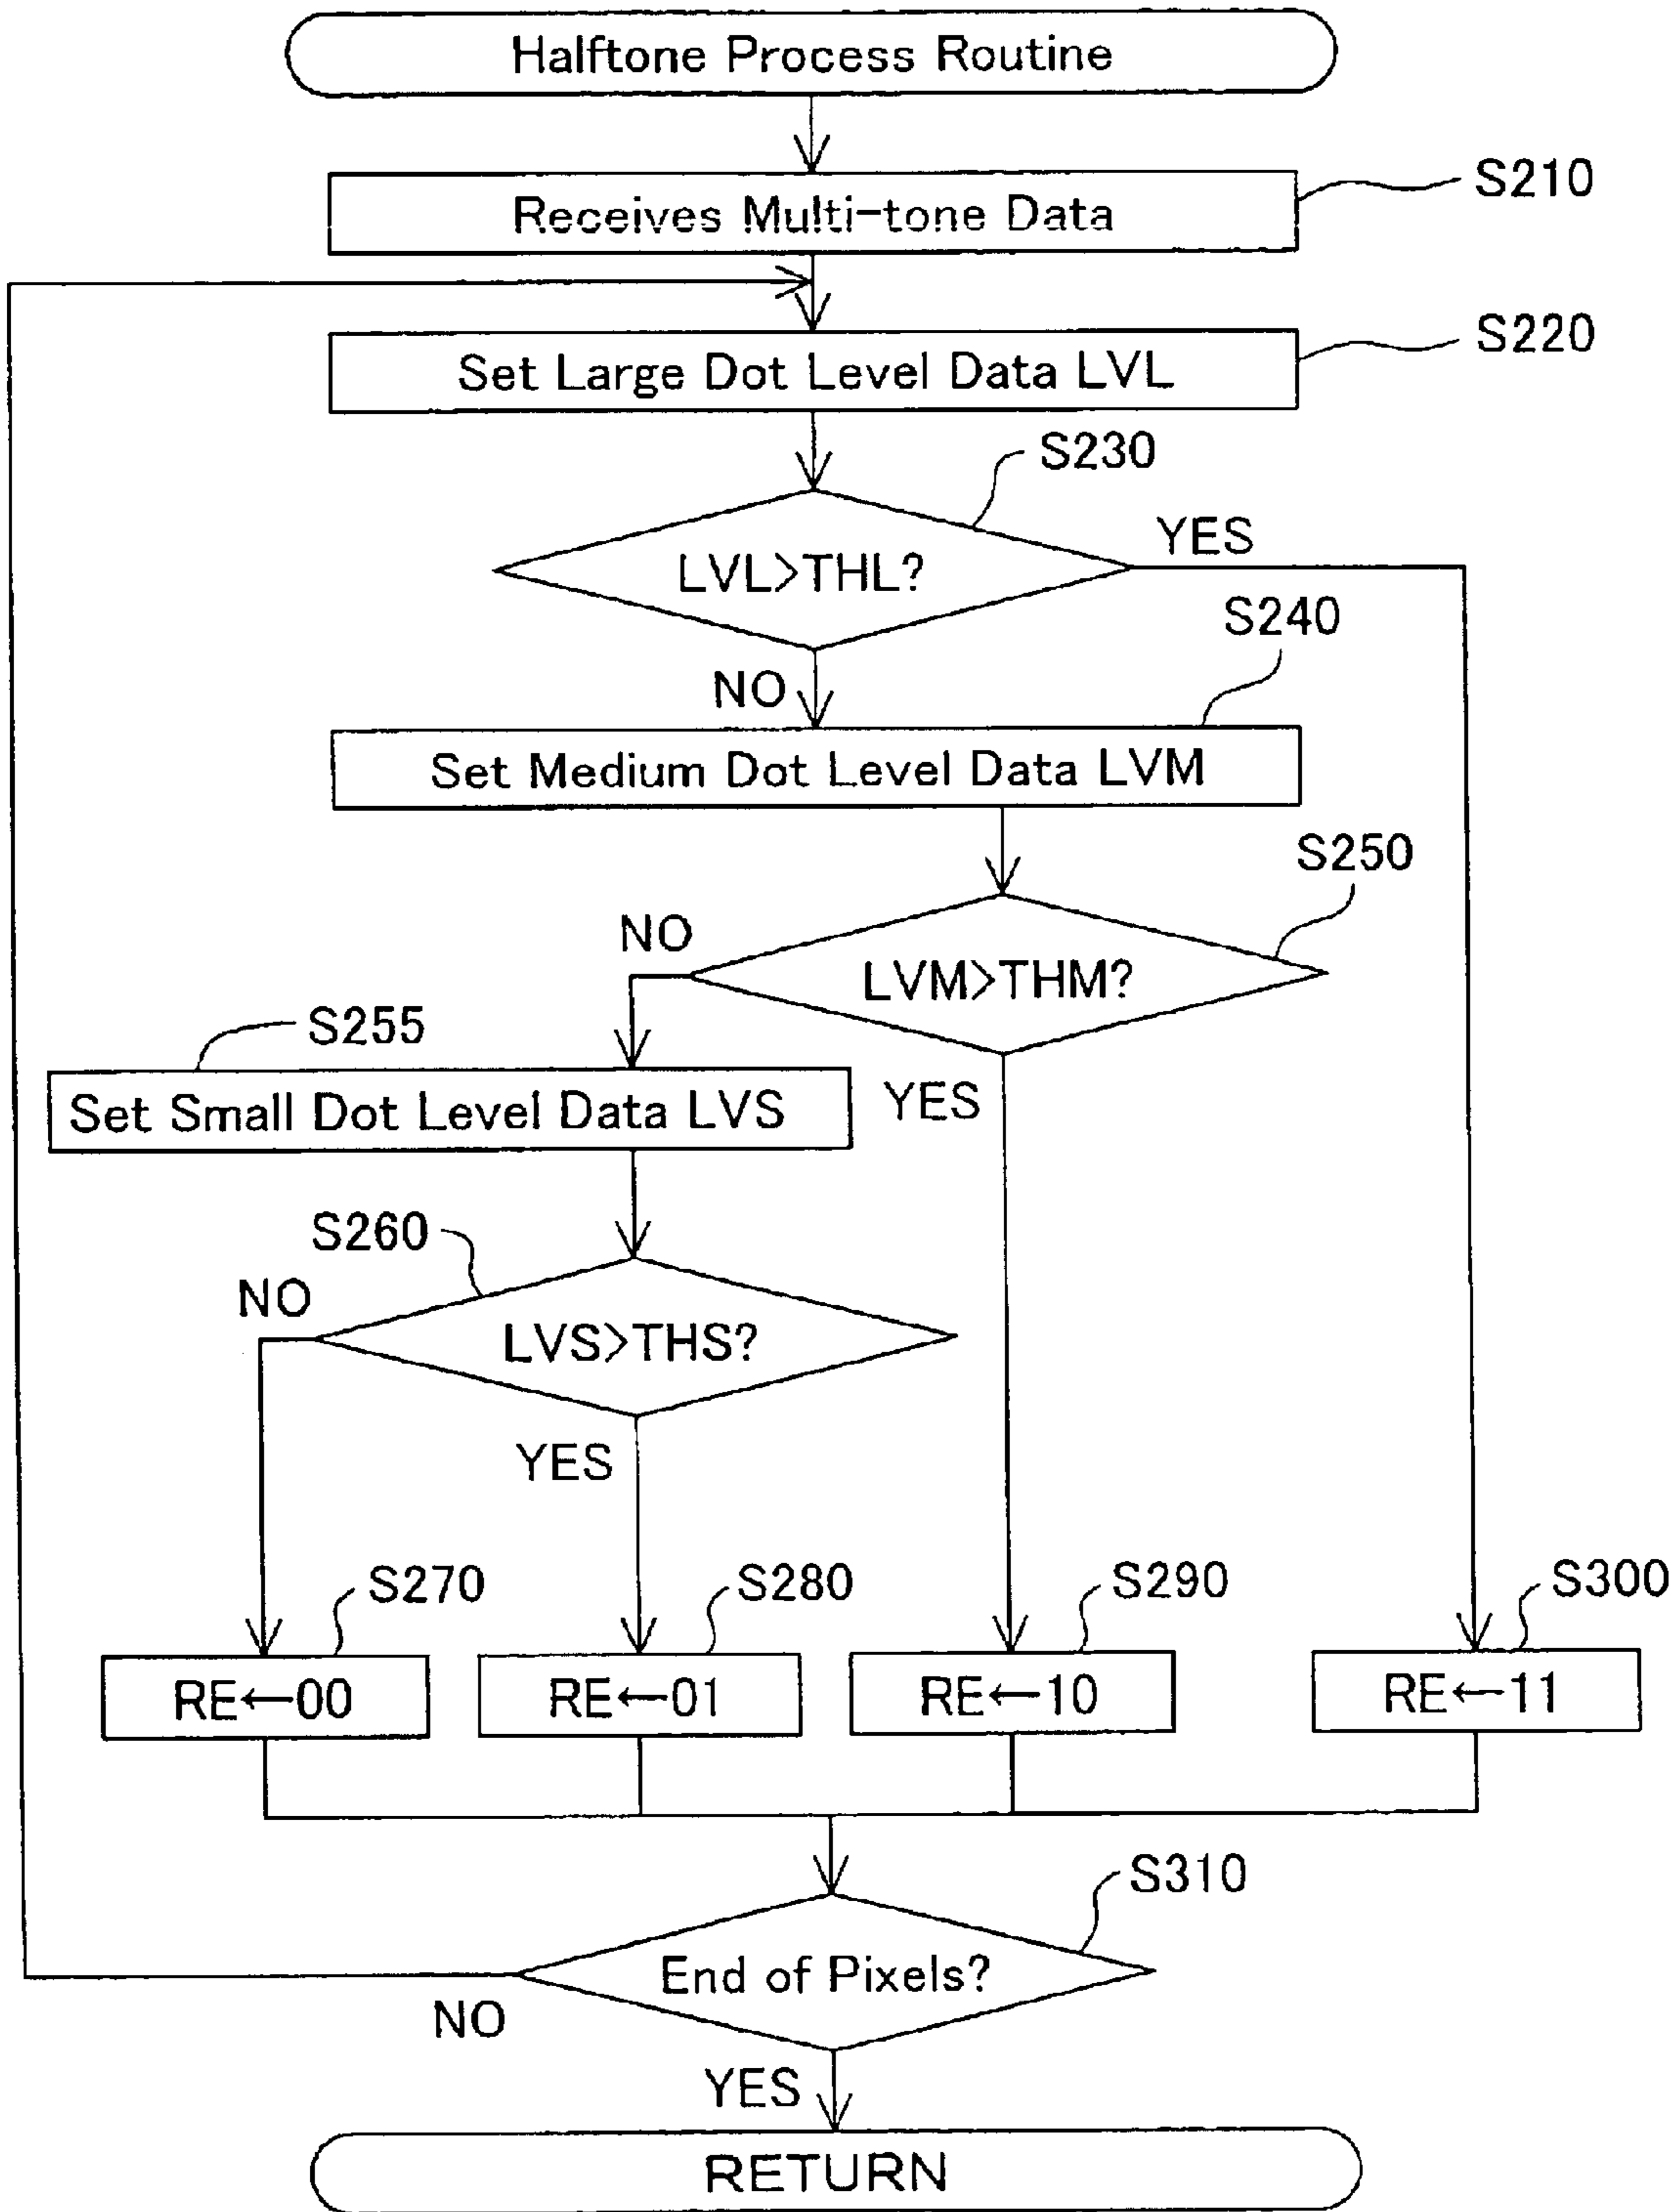 Halftone Process Routine
S210
Receives Multi-tone Data
S220
Set Large Dot Level Data LVL
S230
YES
LVL>THL?
S240
NO
Set Medium Dot Level Data LVM
S250
NO
LVM>THM?
S255
YES
Set Small Dot Level Data LVS
S260
NO
LVS>THS?
YES
S270
S280
S290
S300
RE←00
RE←01
RE←10
RE←11
S310
End of Pixels?
NO
YES
RETURN